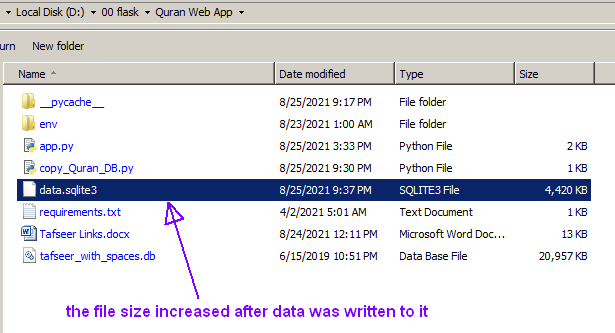 Local Disk (D:) 00 flask Quran Web App
urn New folder
Name Date modified Type Size
__pycache__ 8/25/2021 9:17 PM File folder
env 8/23/2021 1:00 AM File folder
app.py 8/25/2021 3:33 PM Python File 2 KB
copy_Quran_DB.py 8/25/2021 9:30 PM Python File 1 KB
data.sqlite3 8/25/2021 9:37 PM SQLITE3 File 4,420 KB
requirements.txt 4/2/2021 5:01 AM Text Document 1 KB
Tafseer Links.docx 8/24/2021 12:11 PM Microsoft Word Doc... 13 KB
tafseer_with_spaces.db 6/15/2019 10:51 PM Data Base File 20,957 KB
the file size increased after data was written to it